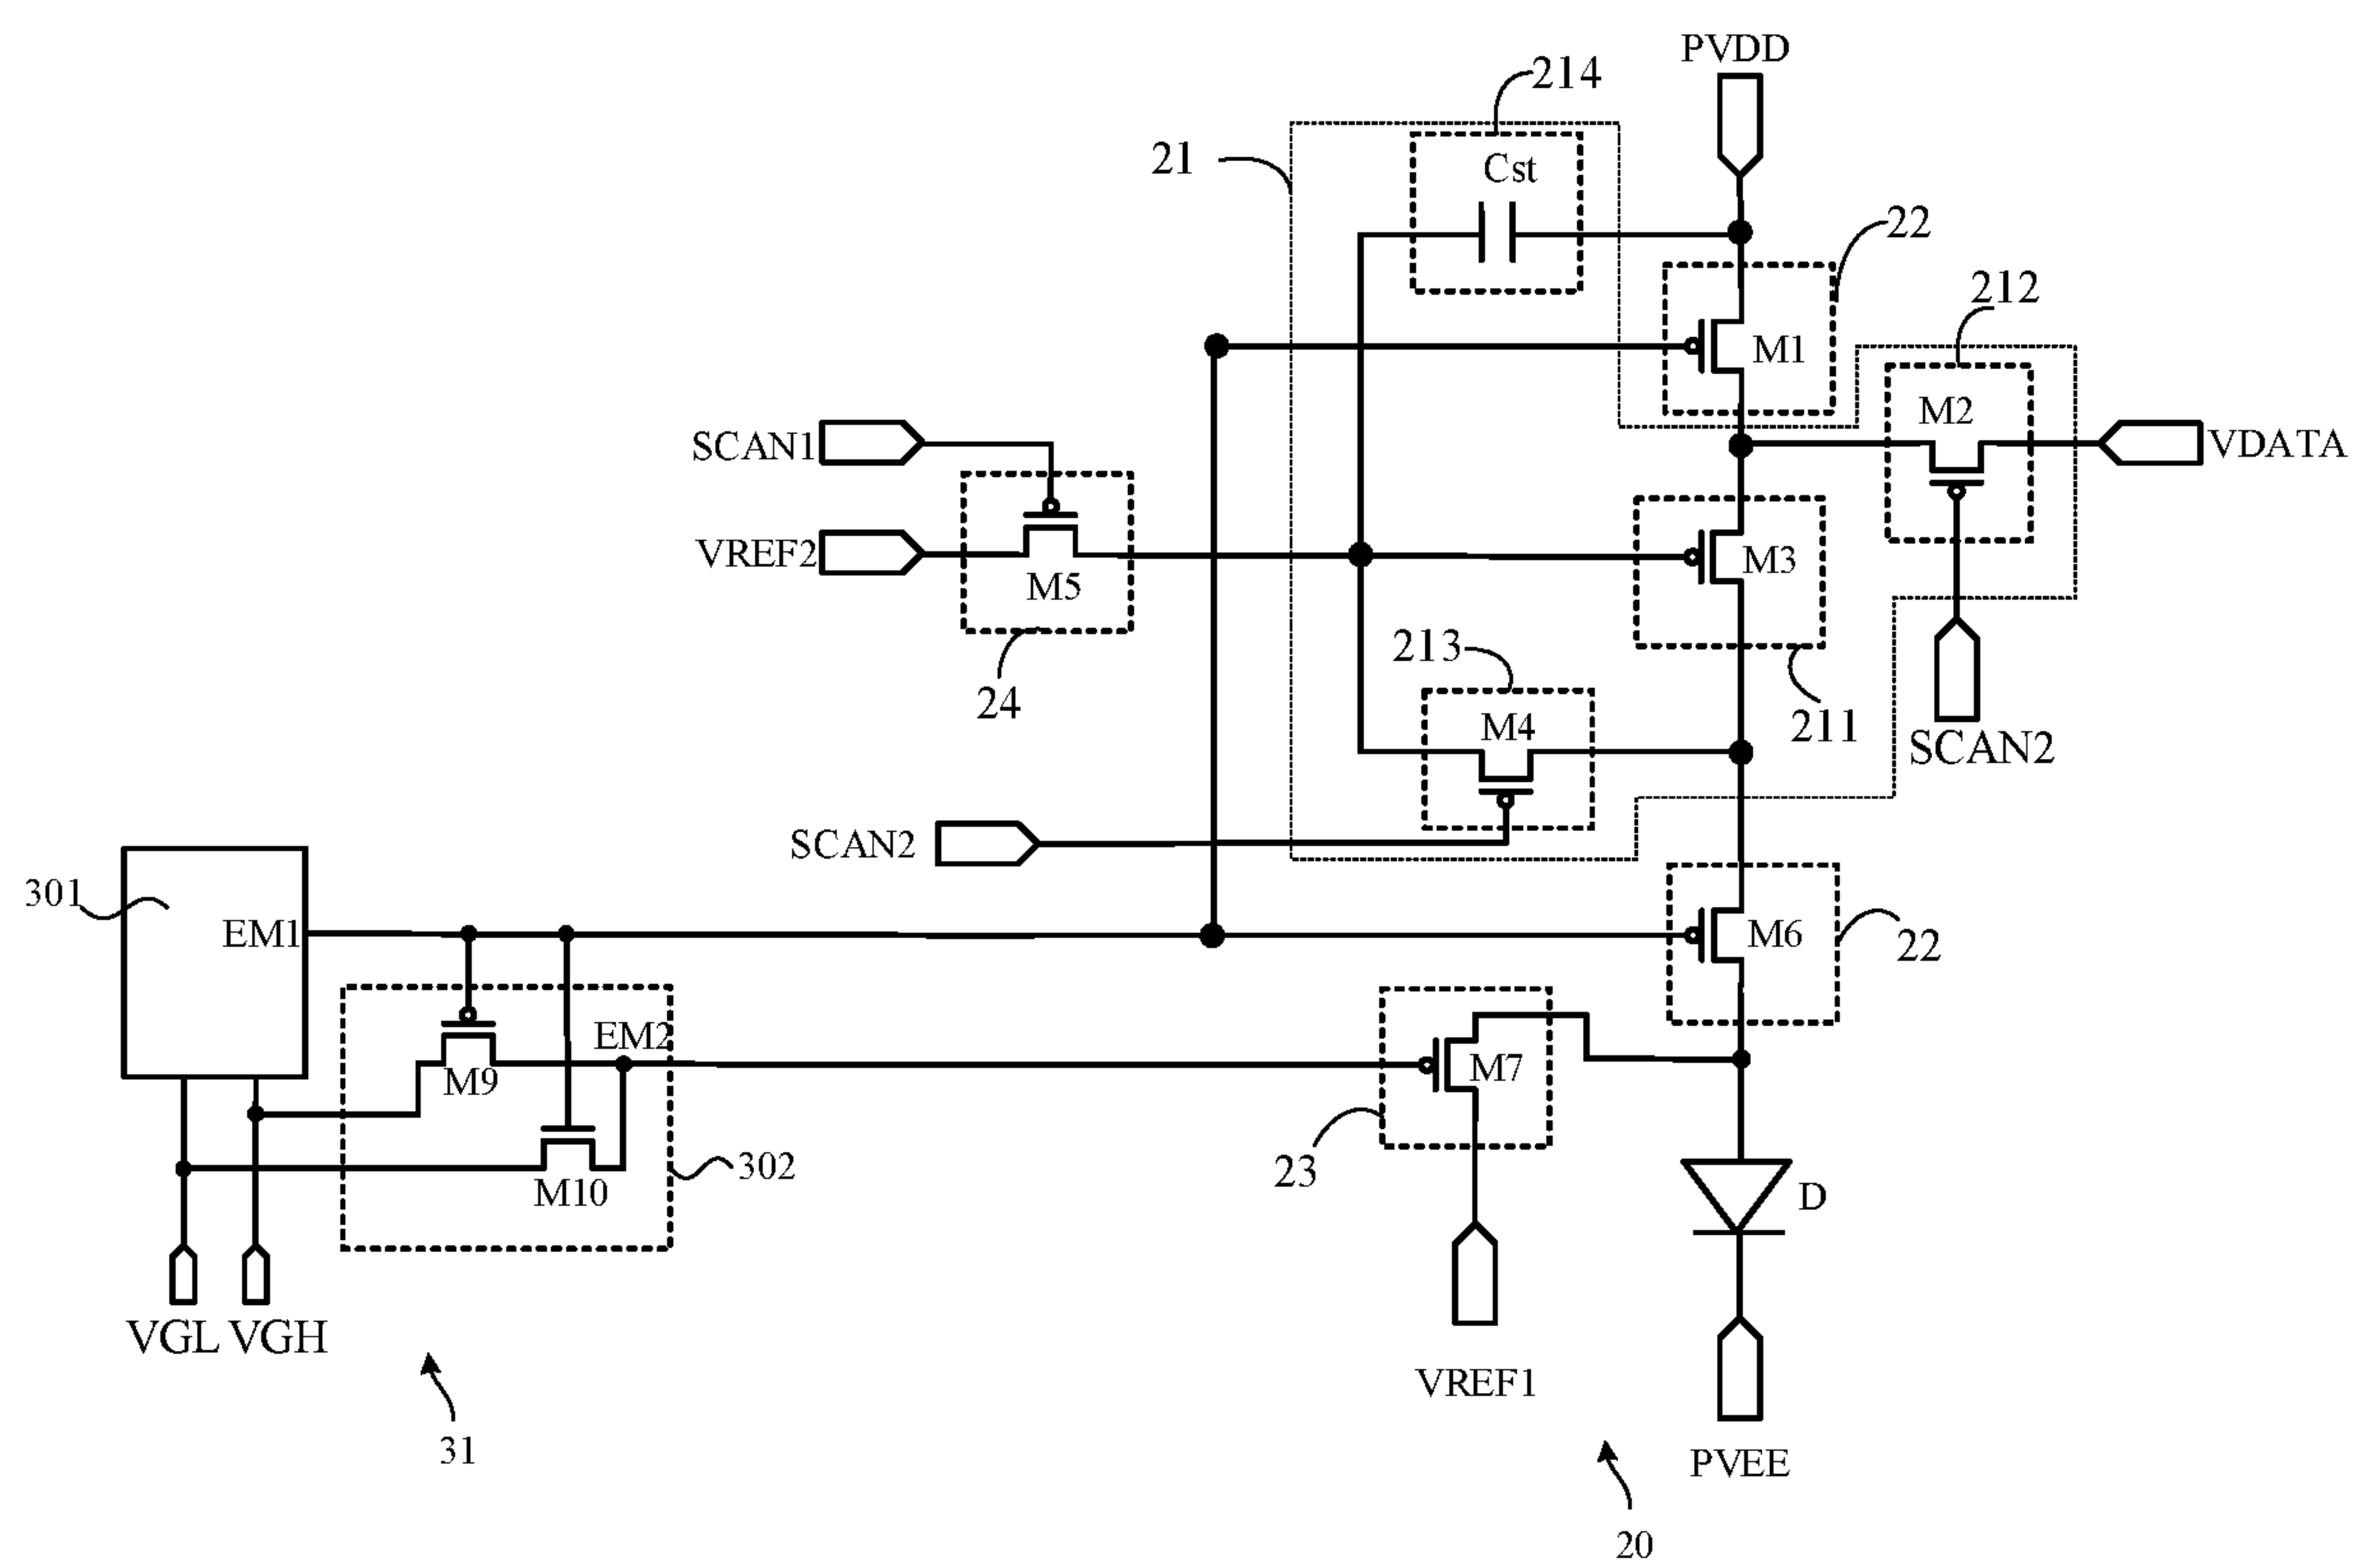 PVDD
214
Cst
21
22
212
M1
M2
SCAN1
VDATA
VREF2
M5
M3
213
24
M4
211
SCAN2
SCAN2
301
EM1
M6
22
EM2
M9
M7
23
302
M10
D
VGL VGH
VREF1
31
PVEE
20